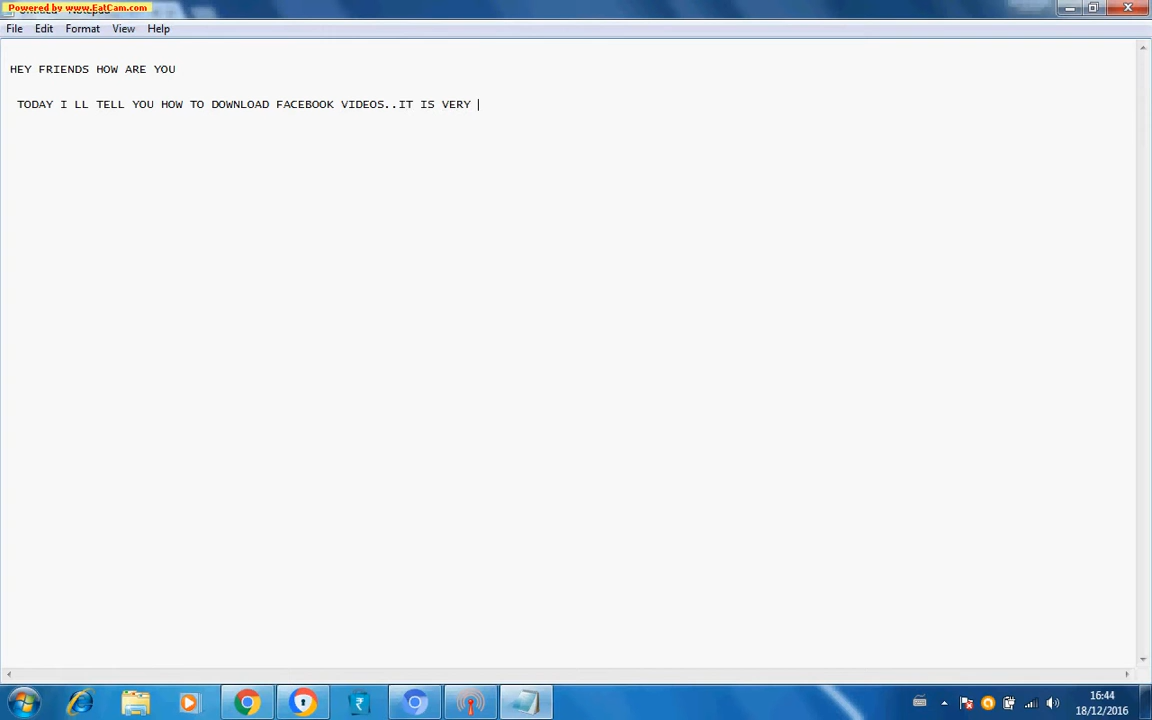 Powered by www.EatCam.com
File Edit Format View Help
HEY FRIENDS HOW ARE YOU
TODAY I LL TELL YOU HOW TO DOWNLOAD FACEBOOK VIDEOS..IT IS VERY
16:44
18/12/2016